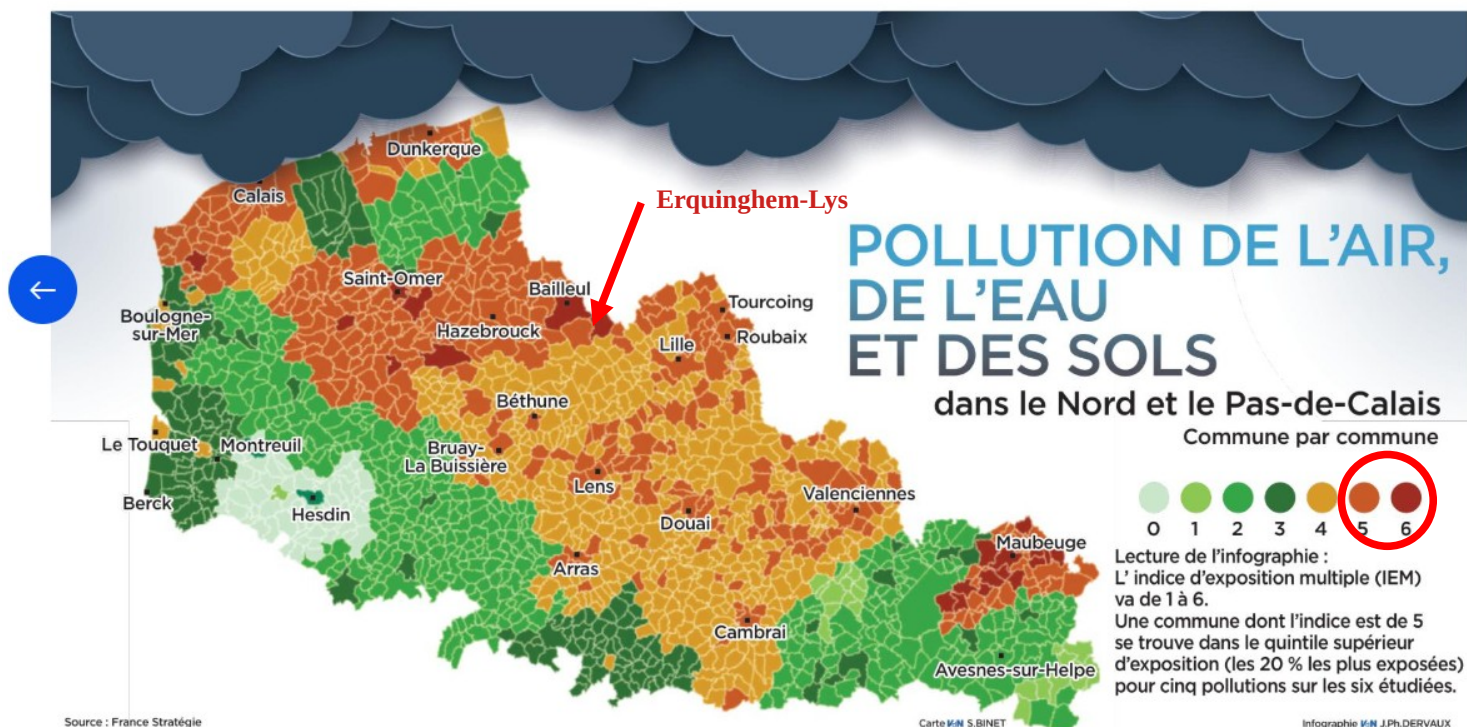 Dunkerque
Calais
Erquinghem-Lys
POLLUTION DE L'AIR,
DE L'EAU
ET DES SOLS
dans le Nord et le Pas-de-Calais
Commune par commune
Saint-Omer
Bailleul
Tourcoing
Boulogne-
sur-Mer
Hazebrouck
Lille
Roubaix
Béthune
Le Touquet
Montreuil
Bruay-
La Buissière
Lens
Valenciennes
Berck
Hesdin
Douai
Maubeuge
Arras
Cambrai
Avesnes-sur-Helpe
0 1 2 3 4 5 6
Lecture de l'infographie :
L' indice d'exposition multiple (IEM)
va de 1 à 6.
Une commune dont l'indice est de 5
se trouve dans le quintile supérieur
d'exposition (les 20 % les plus exposées)
pour cinq pollutions sur les six étudiées.
Source : France Stratégie
Carte VDN S.BINET
Infographie VDN J.Ph.DERVAUX